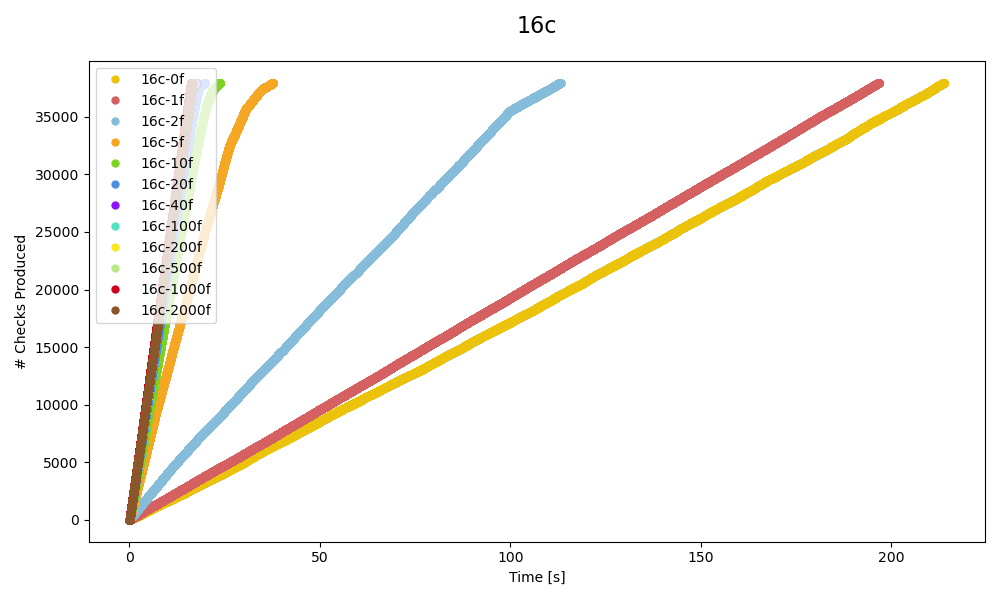 16c
# Checks Produced
35000
30000
25000
20000
15000
10000
5000
0
16c-0f
16c-1f
16c-2f
16c-5f
16c-10f
16c-20f
16c-40f
16c-100f
16c-200f
16c-500f
16c-1000f
16c-2000f
0 50 100 150 200
Time [s]